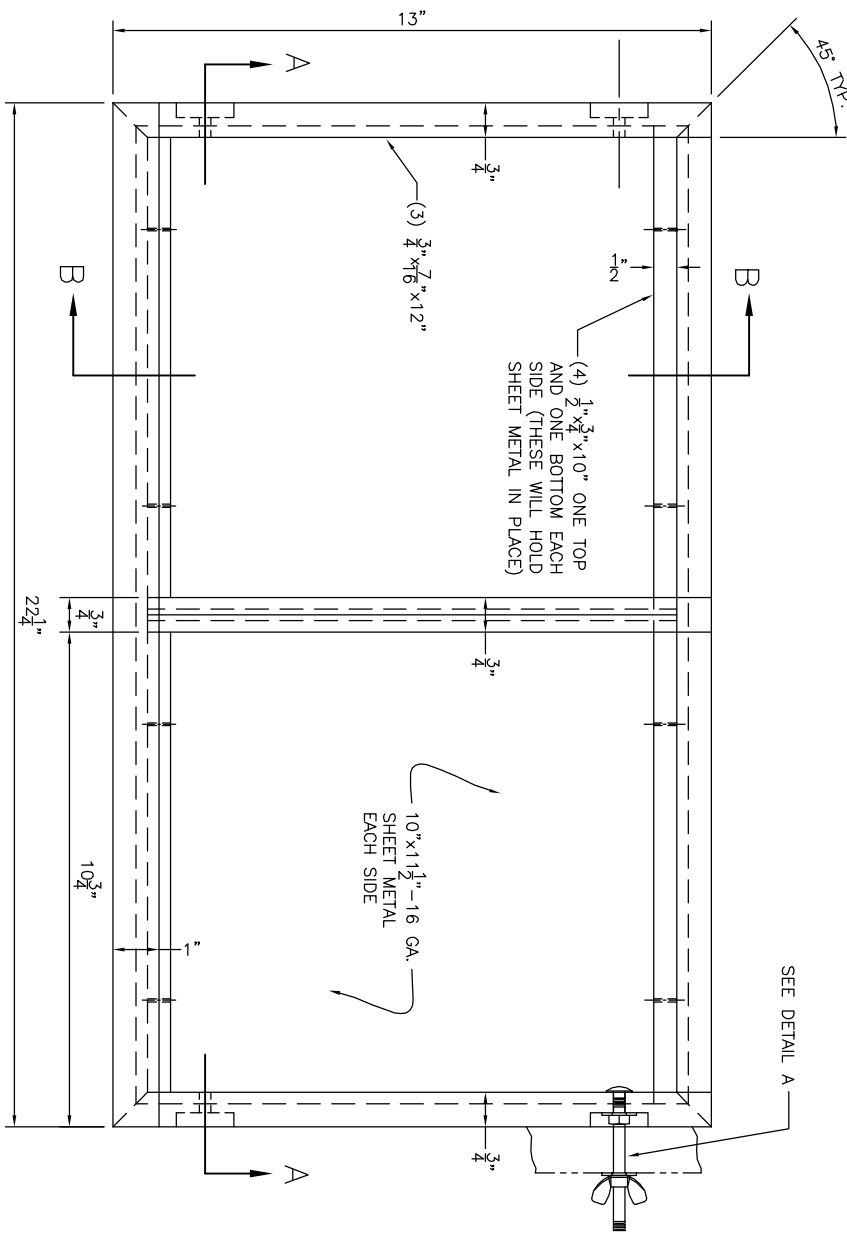 13"
45° TYP.
A
A
3/4"
(3) 3/4"x7/16"x12"
1/2"
B
B
(4) 1/2"x3/4"x10" ONE TOP
AND ONE BOTTOM EACH
SIDE (THESE WILL HOLD
SHEET METAL IN PLACE)
3/4"
3/4"
22 1/4"
10 3/4"
10"x11 1/2"-16 GA.
SHEET METAL
EACH SIDE
1"
SEE DETAIL A
3/4"